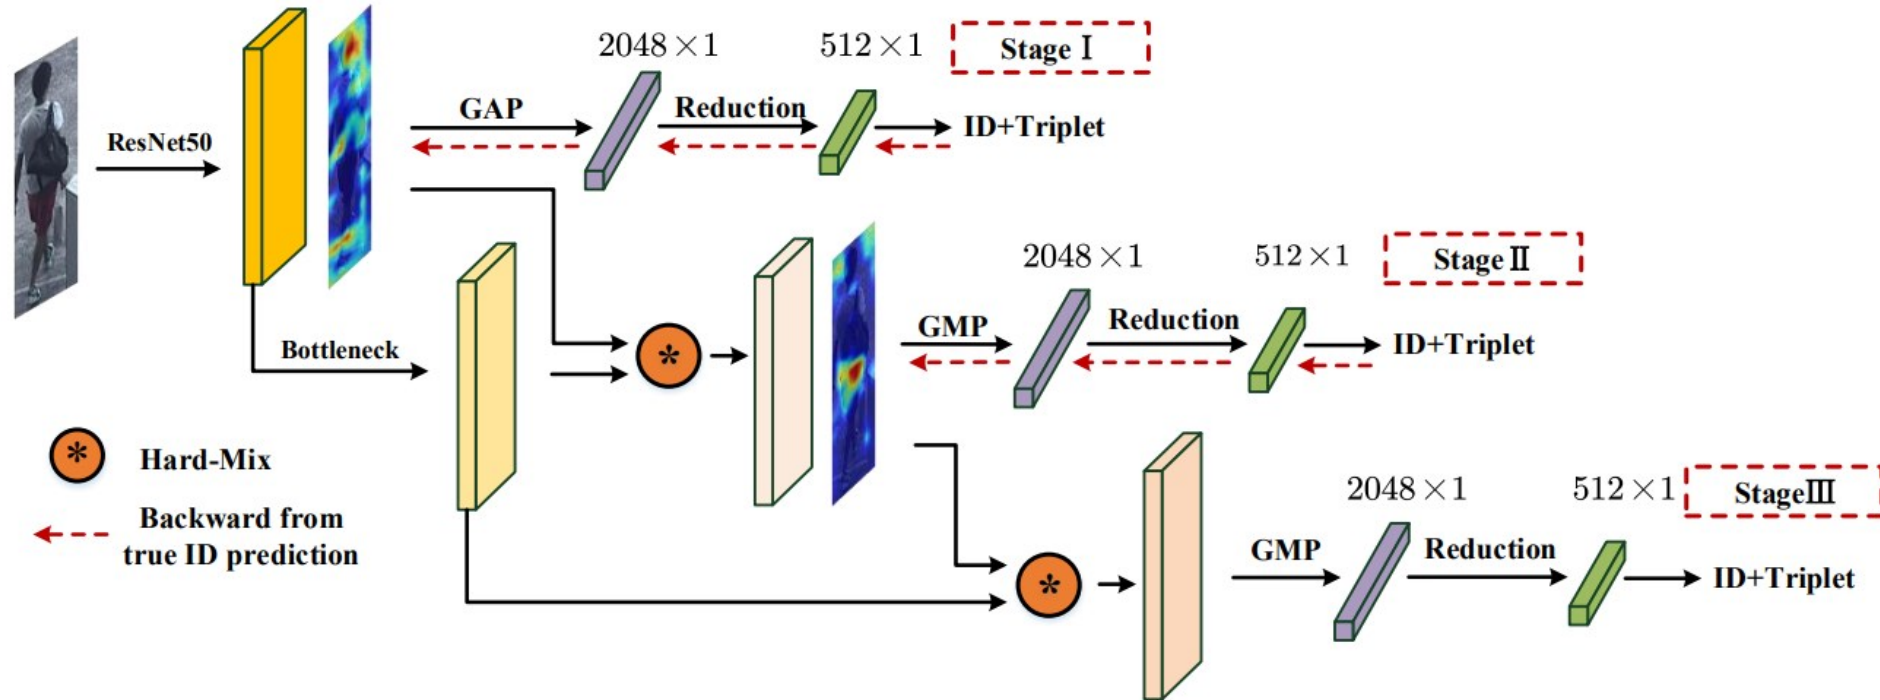 2048×1
512×1
Stage Ⅰ
GAP
Reduction
ID+Triplet
ResNet50
2048×1
512×1
Stage Ⅱ
Bottleneck
*
GMP
Reduction
ID+Triplet
*
Hard-Mix
Backward from
true ID prediction
2048×1
512×1
StageⅢ
*
GMP
Reduction
ID+Triplet